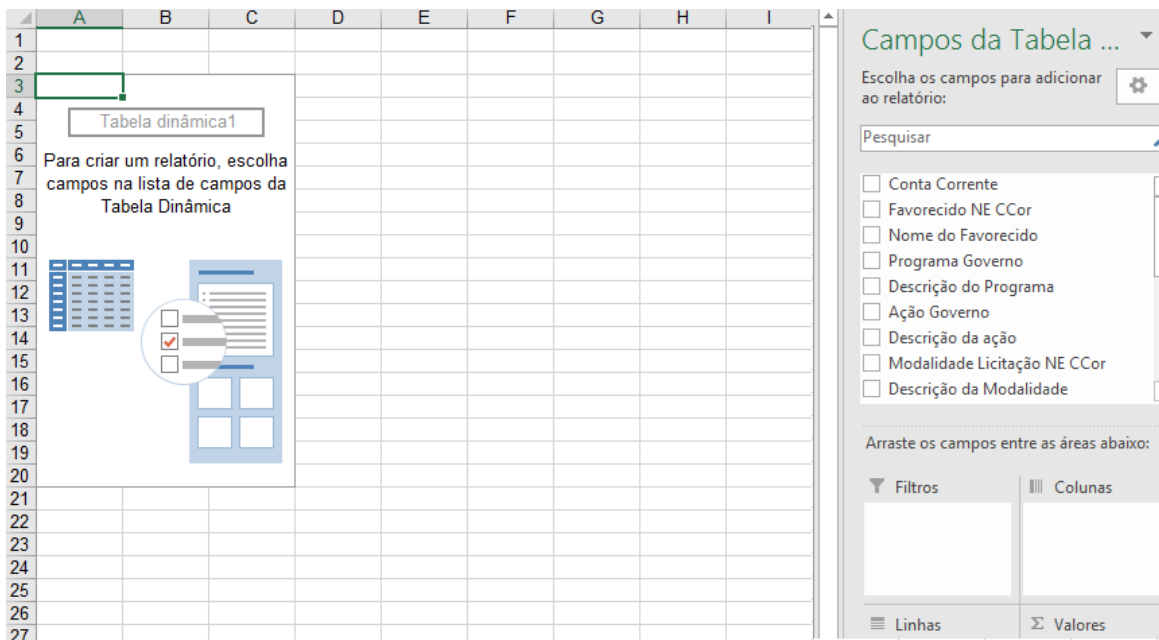 A B C D E F G H I
1
2
3
4
5
6
7
8
9
10
11
12
13
14
15
16
17
18
19
20
21
22
23
24
25
26
27
Tabela dinâmica1
Para criar um relatório, escolha
campos na lista de campos da
Tabela Dinâmica
Campos da Tabela ...
Escolha os campos para adicionar
ao relatório:
Pesquisar
Conta Corrente
Favorecido NE CCor
Nome do Favorecido
Programa Governo
Descrição do Programa
Ação Governo
Descrição da ação
Modalidade Licitação NE CCor
Descrição da Modalidade
Arraste os campos entre as áreas abaixo:
Filtros
Colunas
Linhas
Σ Valores